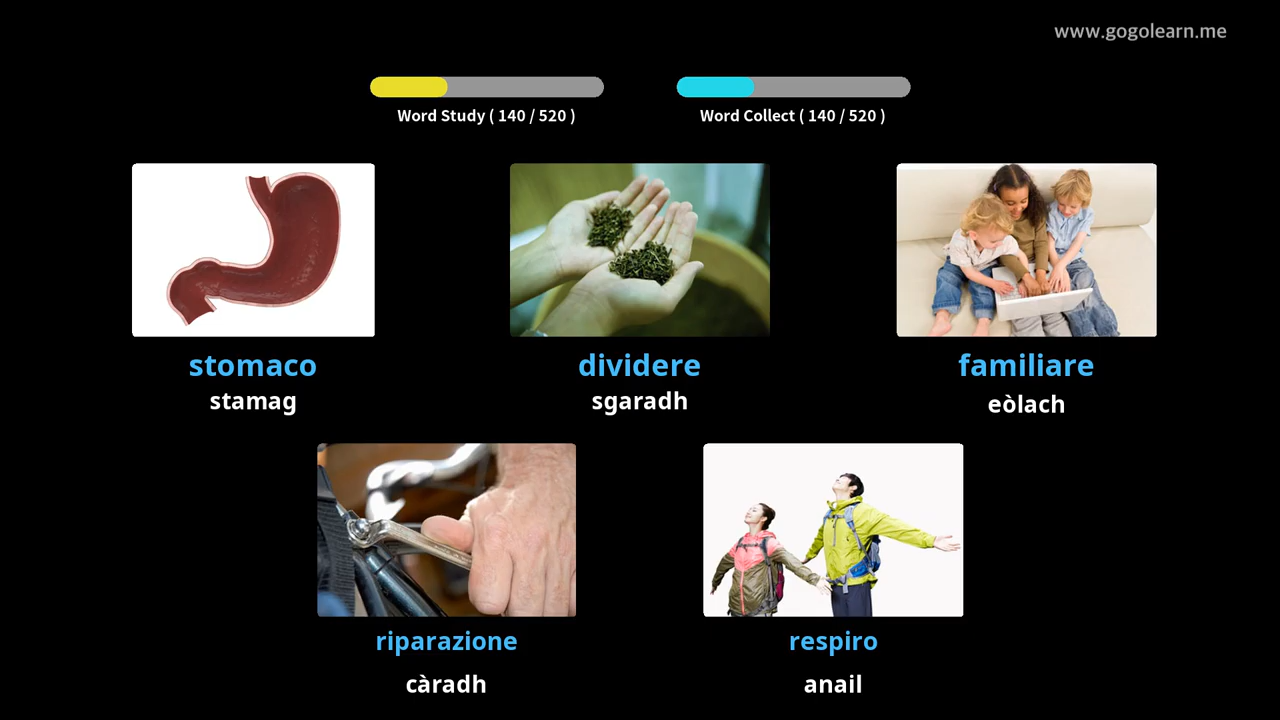 www.gogolearn.me
Word Study ( 140 / 520 )
Word Collect ( 140 / 520 )
stomaco
stamag
dividere
sgaradh
familiare
eòlach
riparazione
càradh
respiro
anail